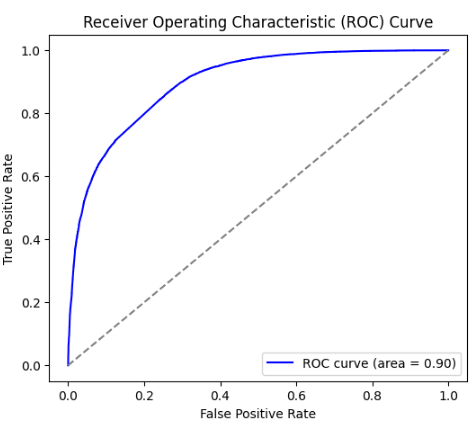 Receiver Operating Characteristic (ROC) Curve
1.0
0.8
0.6
0.4
0.2
0.0
True Positive Rate
ROC curve (area = 0.90)
0.0 0.2 0.4 0.6 0.8 1.0
False Positive Rate